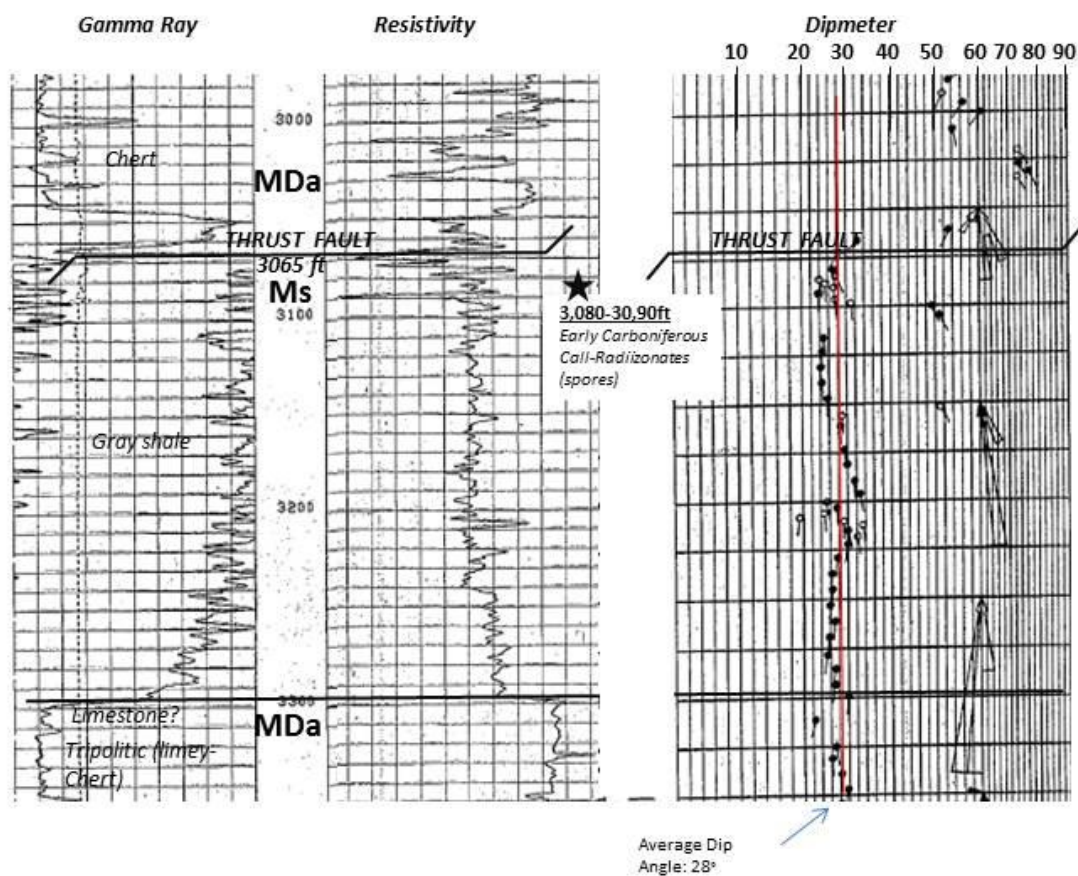 Gamma Ray
Resistivity
Dipmeter
10 20 30 40 50 60 70 80 90
3000
Chert
MDa
THRUST FAULT
THRUST FAULT
3065 ft
Ms
3100
3,080-30,90ft
Early Carboniferous
Call-Radiizonates
(spores)
Gray shale
3200
3300
Limestone?
MDa
Tripolitic (limey-
Chert)
Average Dip
Angle: 28°